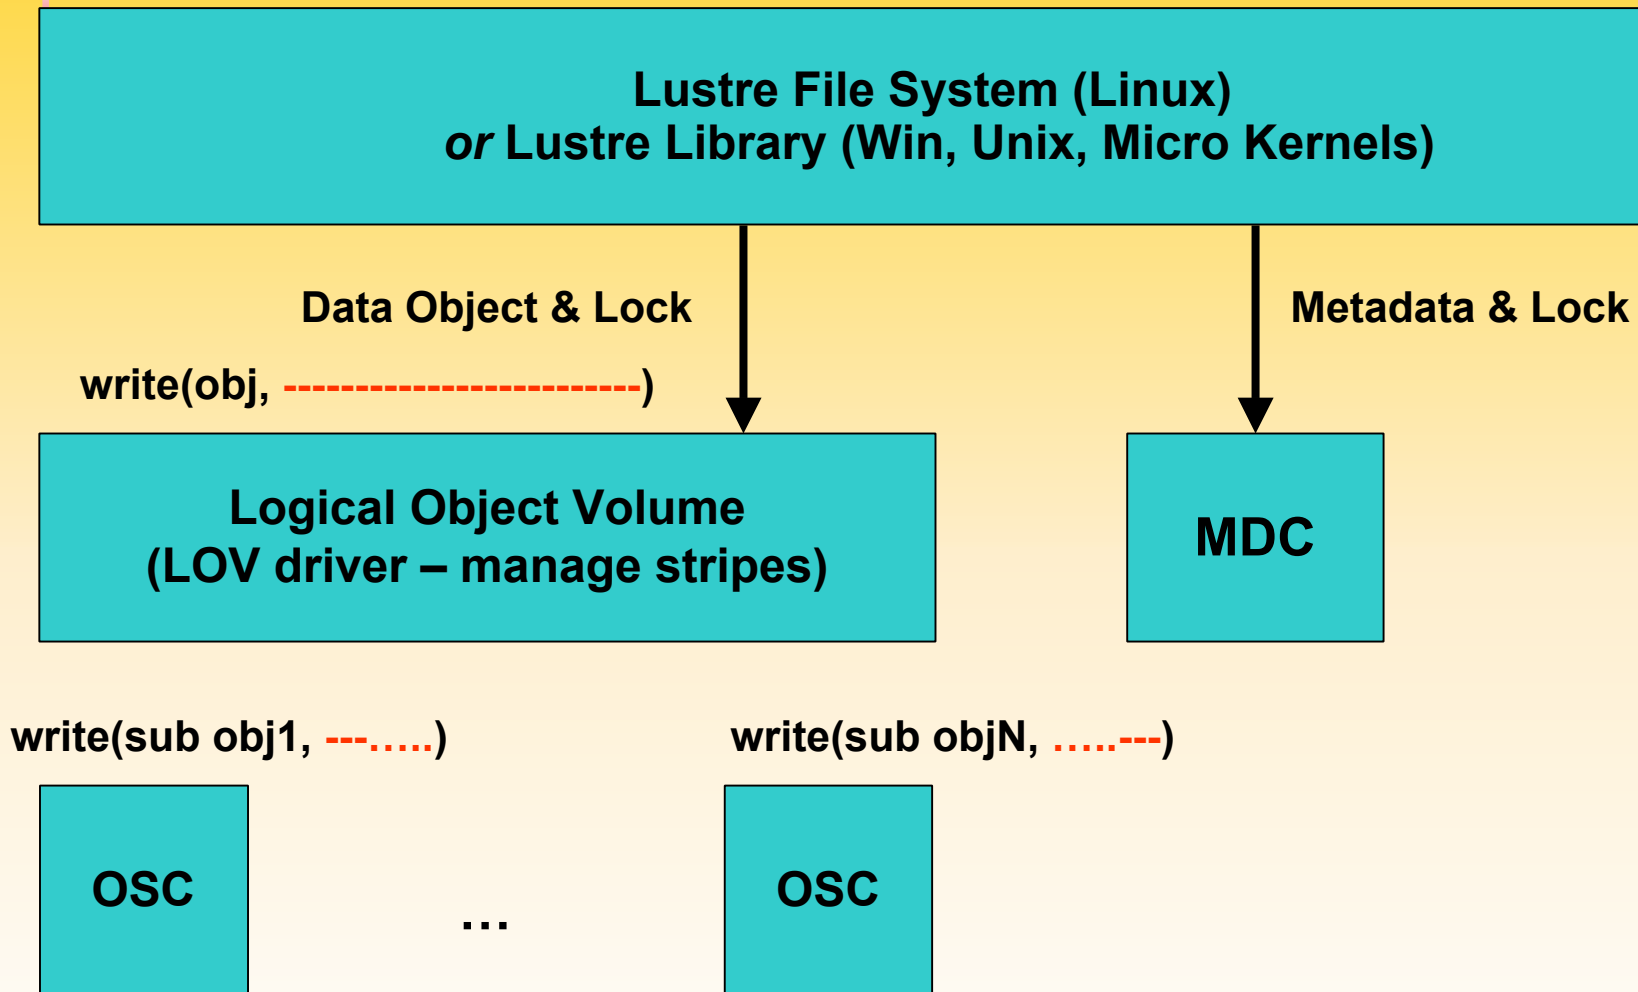 Lustre File System (Linux)
or Lustre Library (Win, Unix, Micro Kernels)
Data Object & Lock
Metadata & Lock
write(obj, -------------------------)
Logical Object Volume
(LOV driver – manage stripes)
MDC
write(sub obj1, ---…..)
write(sub objN, …..---)
OSC
…
OSC